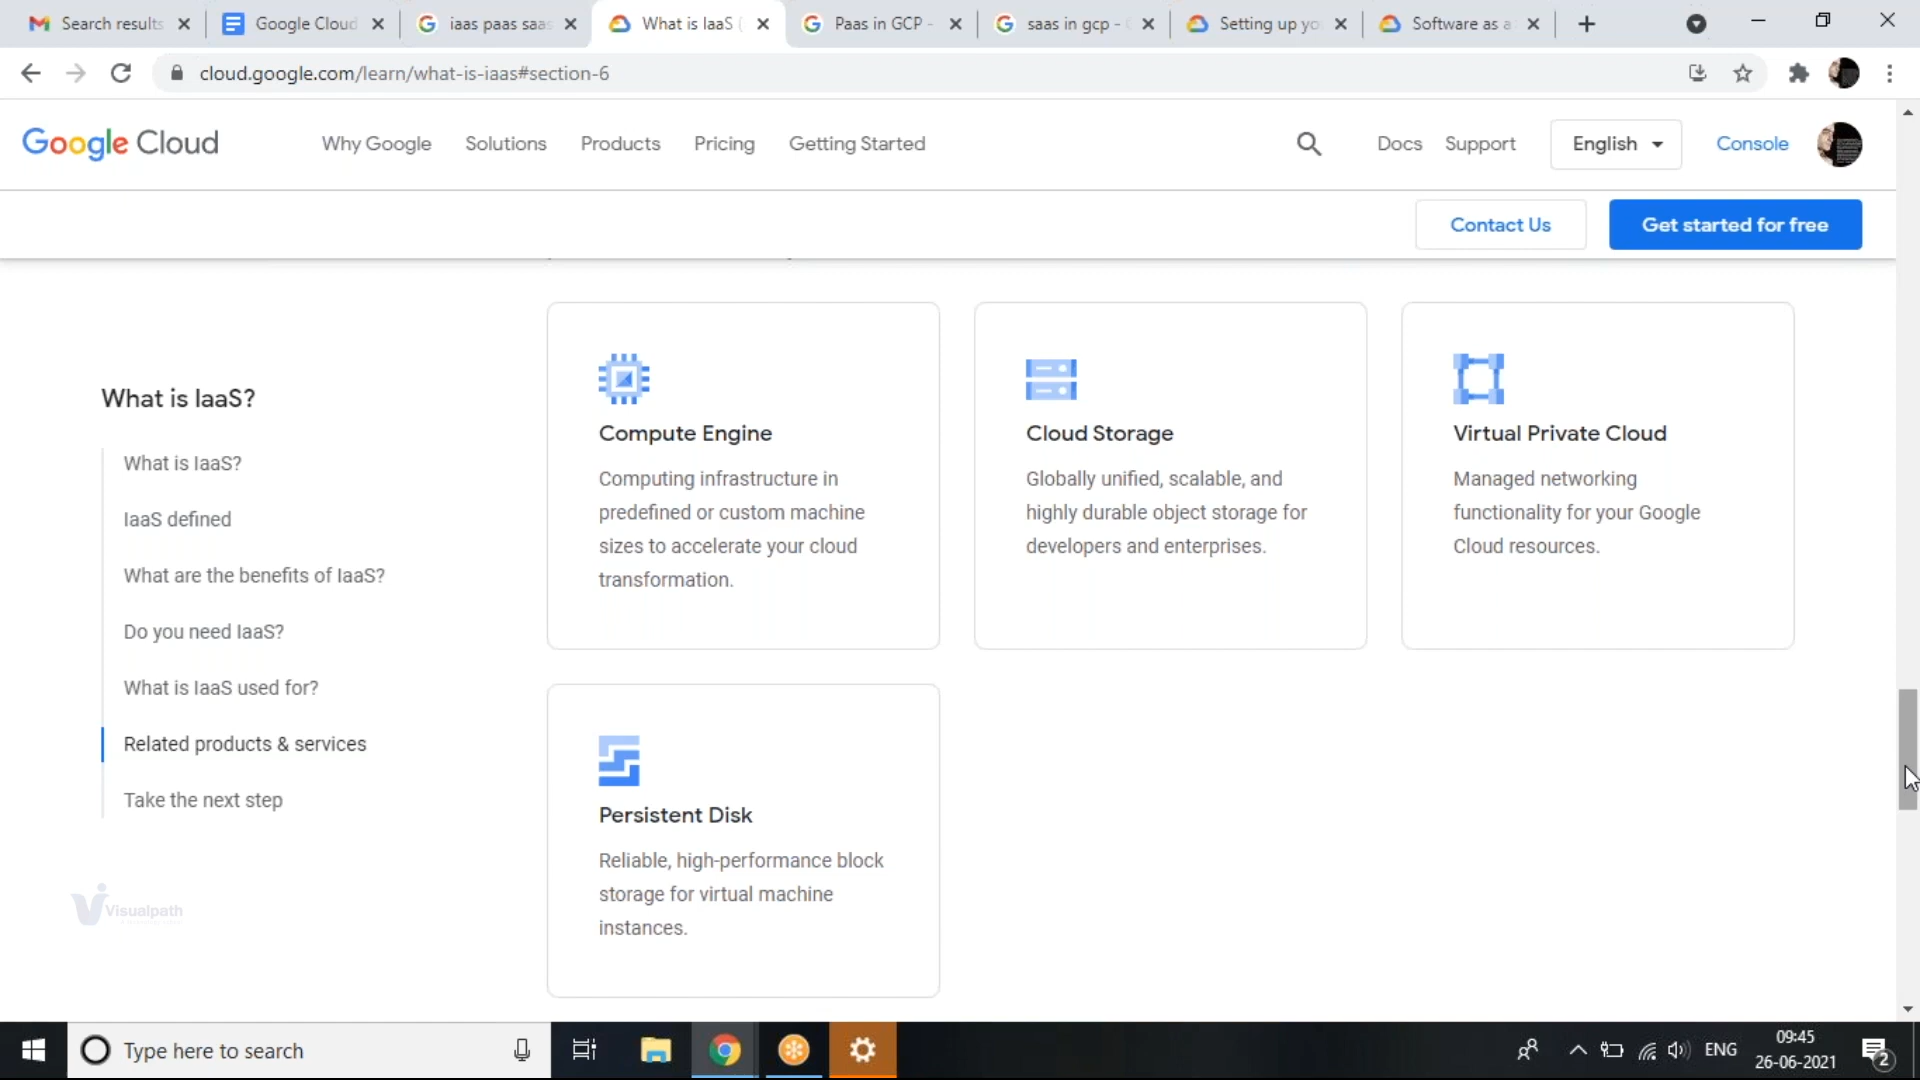 Search results
Google Cloud
iaas paas saas
What is IaaS (
Paas in GCP -
saas in gcp -
Setting up yo
Software as a
cloud.google.com/learn/what-is-iaas#section-6
Google Cloud
Why Google
Solutions
Products
Pricing
Getting Started
Docs
Support
English
Console
Contact Us
Get started for free
What is IaaS?
What is IaaS?
IaaS defined
What are the benefits of IaaS?
Do you need IaaS?
What is IaaS used for?
Related products & services
Take the next step
Compute Engine
Computing infrastructure in
predefined or custom machine
sizes to accelerate your cloud
transformation.
Cloud Storage
Globally unified, scalable, and
highly durable object storage for
developers and enterprises.
Virtual Private Cloud
Managed networking
functionality for your Google
Cloud resources.
Persistent Disk
Reliable, high-performance block
storage for virtual machine
instances.
Visualpath
Type here to search
ENG
09:45
26-06-2021
2